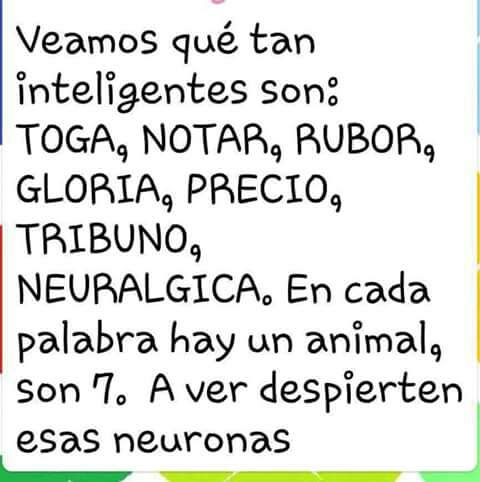 Veamos qué tan
inteligentes son:
TOGA, NOTAR, RUBOR,
GLORIA, PRECIO,
TRIBUNO,
NEURALGICA. En cada
palabra hay un animal,
son 7. A ver despierten
esas neuronas